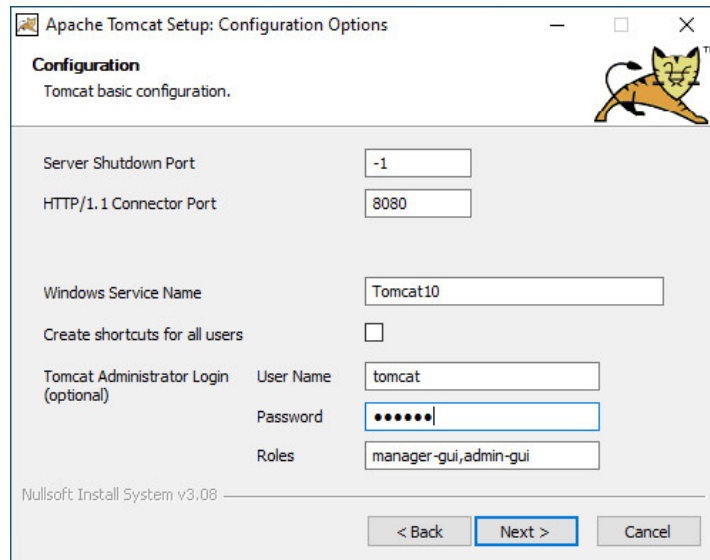 Apache Tomcat Setup: Configuration Options
Configuration
Tomcat basic configuration.
TM
Server Shutdown Port -1
HTTP/1.1 Connector Port 8080
Windows Service Name Tomcat10
Create shortcuts for all users
Tomcat Administrator Login (optional) User Name tomcat
Password ••••••
Roles manager-gui,admin-gui
Nullsoft Install System v3.08
< Back Next > Cancel